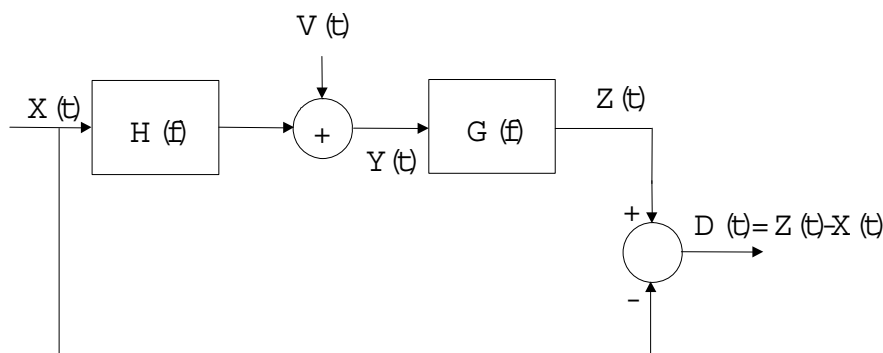 V(t)
X(t)
H(f)
+
Y(t)
G(f)
Z(t)
+
D(t)=Z(t)-X(t)
-